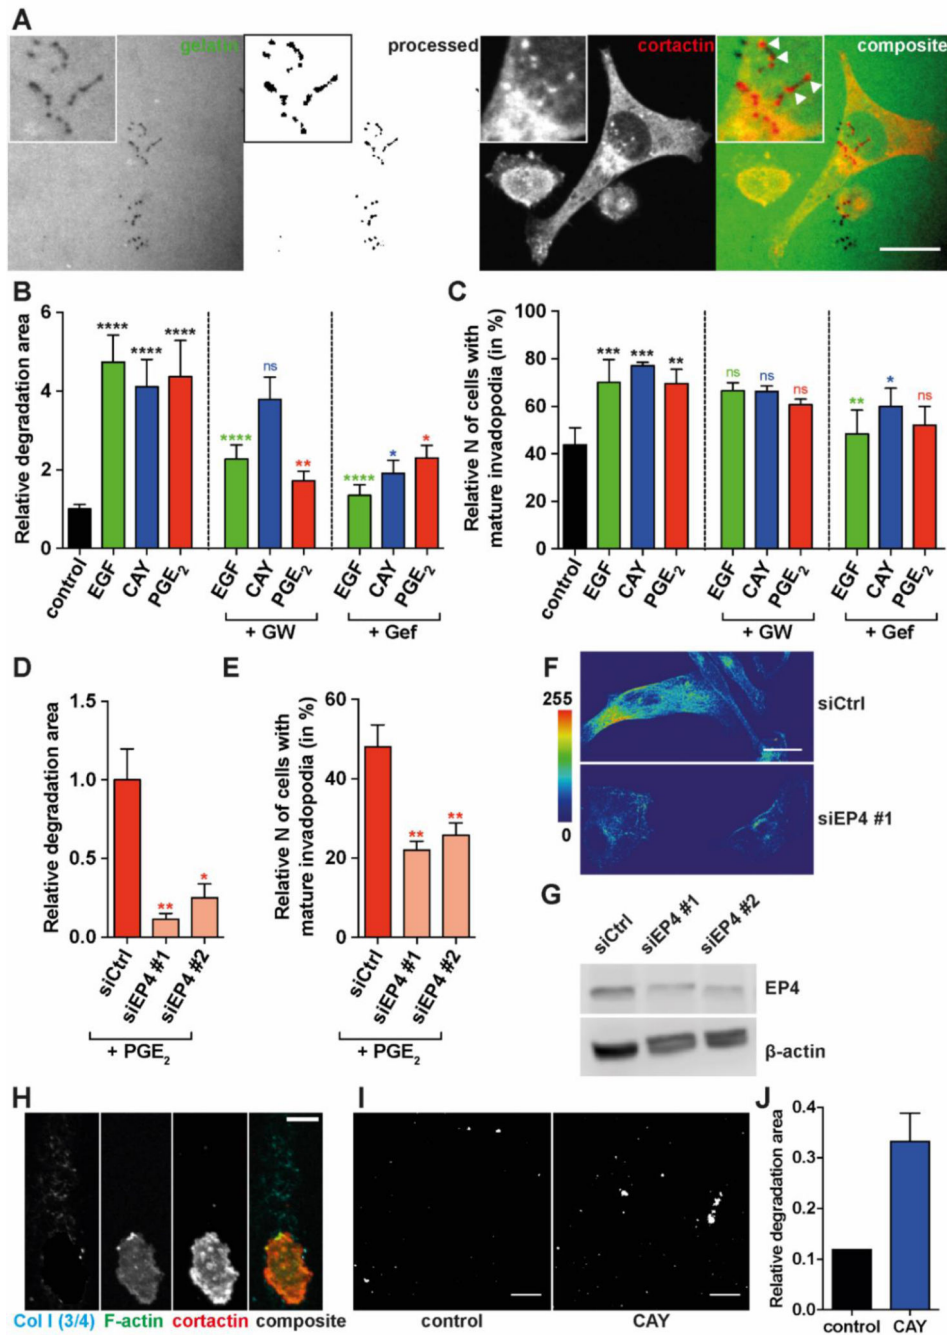 A
gelatin
processed
cortactin
composite
B
Relative degradation area
6
4
2
0
****
****
****
****
ns
**
****
*
*
control
EGF
CAY
PGE2
EGF
CAY
PGE2
EGF
CAY
PGE2
+ GW
+ Gef
C
Relative N of cells with
mature invadopodia (in %)
100
80
60
40
20
0
***
***
**
ns
ns
ns
**
*
ns
control
EGF
CAY
PGE2
EGF
CAY
PGE2
EGF
CAY
PGE2
+ GW
+ Gef
D
Relative degradation area
1.5
1.0
0.5
0.0
**
*
siCtrl
siEP4 #1
siEP4 #2
+ PGE2
E
Relative N of cells with
mature invadopodia (in %)
60
40
20
0
**
**
siCtrl
siEP4 #1
siEP4 #2
+ PGE2
F
255
0
siCtrl
siEP4 #1
G
siCtrl
siEP4 #1
siEP4 #2
EP4
β-actin
H
Col I (3/4) F-actin cortactin composite
I
control
CAY
J
Relative degradation area
0.4
0.3
0.2
0.1
0.0
control
CAY